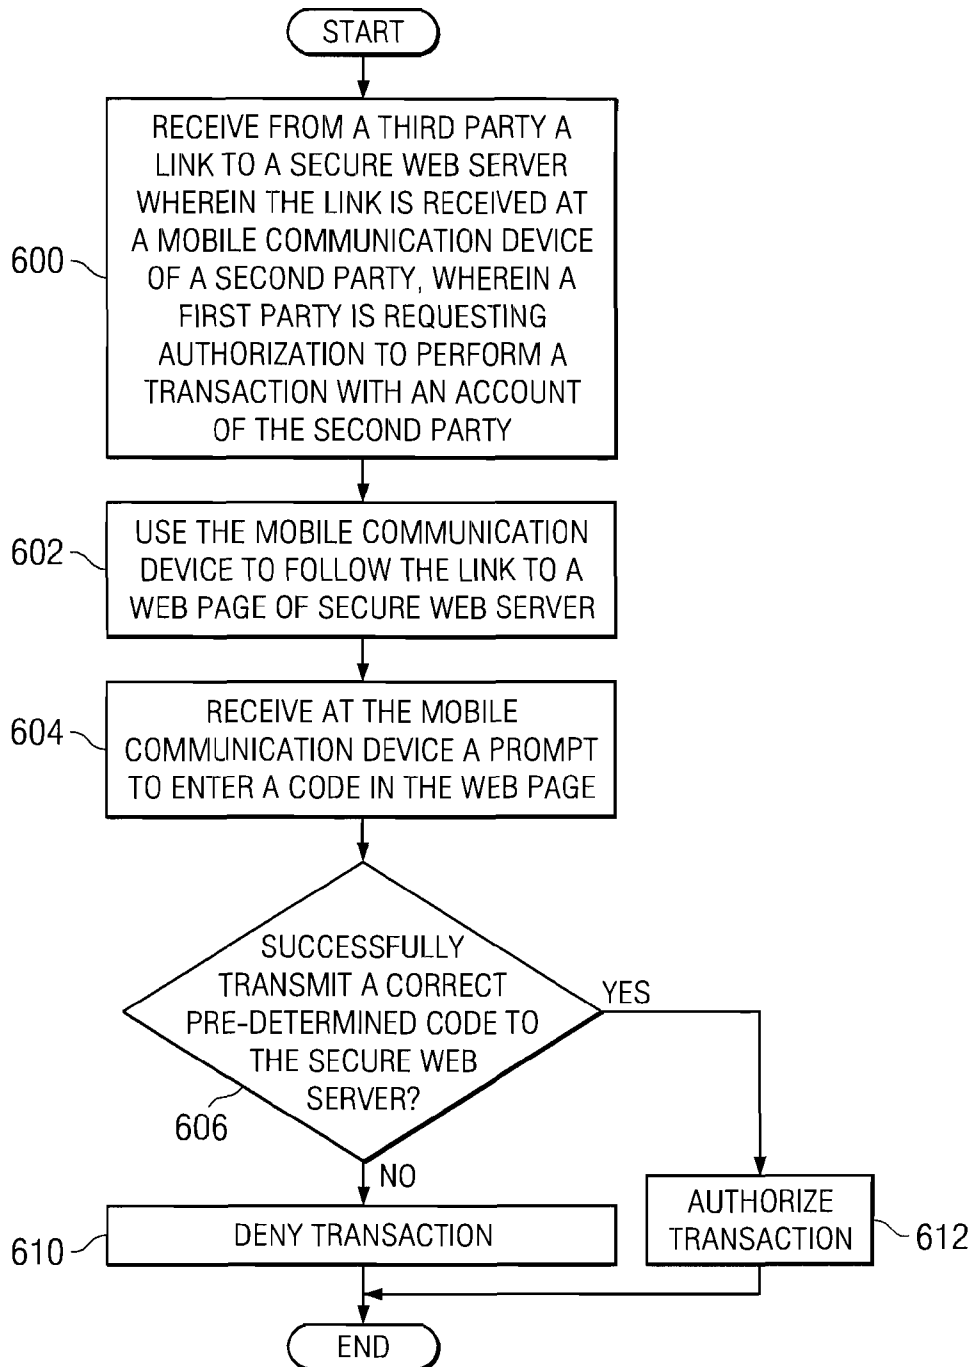 START
RECEIVE FROM A THIRD PARTY A
LINK TO A SECURE WEB SERVER
WHEREIN THE LINK IS RECEIVED AT
A MOBILE COMMUNICATION DEVICE
OF A SECOND PARTY, WHEREIN A
FIRST PARTY IS REQUESTING
AUTHORIZATION TO PERFORM A
TRANSACTION WITH AN ACCOUNT
OF THE SECOND PARTY
600
USE THE MOBILE COMMUNICATION
DEVICE TO FOLLOW THE LINK TO A
WEB PAGE OF SECURE WEB SERVER
602
RECEIVE AT THE MOBILE
COMMUNICATION DEVICE A PROMPT
TO ENTER A CODE IN THE WEB PAGE
604
SUCCESSFULLY
TRANSMIT A CORRECT
PRE-DETERMINED CODE TO
THE SECURE WEB
SERVER?
606
YES
NO
DENY TRANSACTION
610
AUTHORIZE
TRANSACTION
612
END